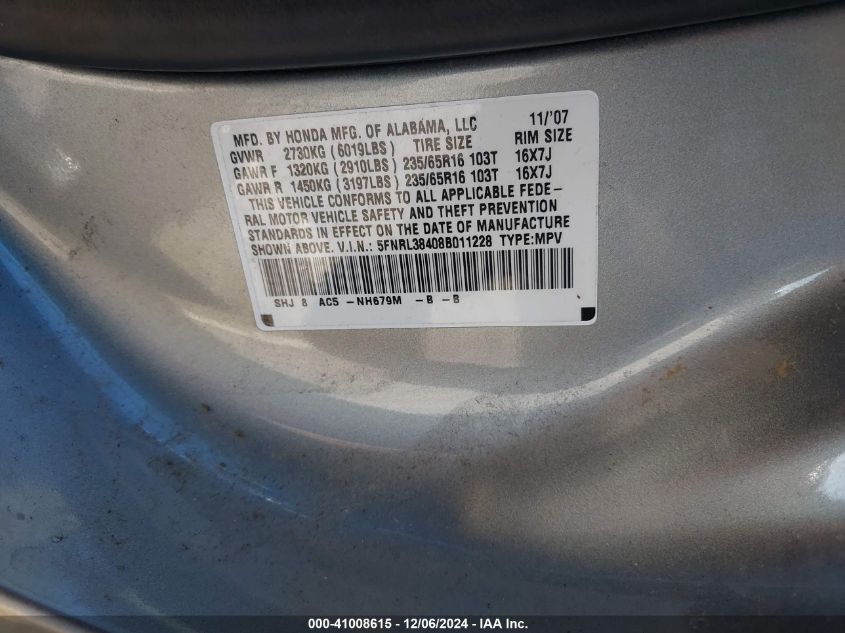 MFD. BY HONDA MFG. OF ALABAMA, LLC 11/'07
GVWR 2730KG (6019LBS) TIRE SIZE RIM SIZE
GAWR F 1320KG (2910LBS) 235/65R16 103T 16X7J
GAWR R 1450KG (3197LBS) 235/65R16 103T 16X7J
THIS VEHICLE CONFORMS TO ALL APPLICABLE FEDE-
RAL MOTOR VEHICLE SAFETY AND THEFT PREVENTION
STANDARDS IN EFFECT ON THE DATE OF MANUFACTURE
SHOWN ABOVE. V.I.N.: 5FNRL38408B011228 TYPE:MPV
SHJ 8 AC5 -NH679M -B -B
000-41008615 - 12/06/2024 - IAA Inc.